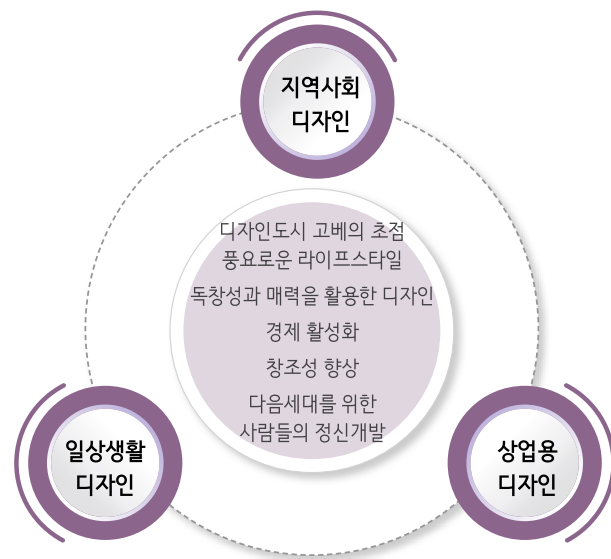 지역사회
디자인
디자인도시 고베의 초점
풍요로운 라이프스타일
독창성과 매력을 활용한 디자인
경제 활성화
창조성 향상
다음세대를 위한
사람들의 정신개발
일상생활
디자인
상업용
디자인